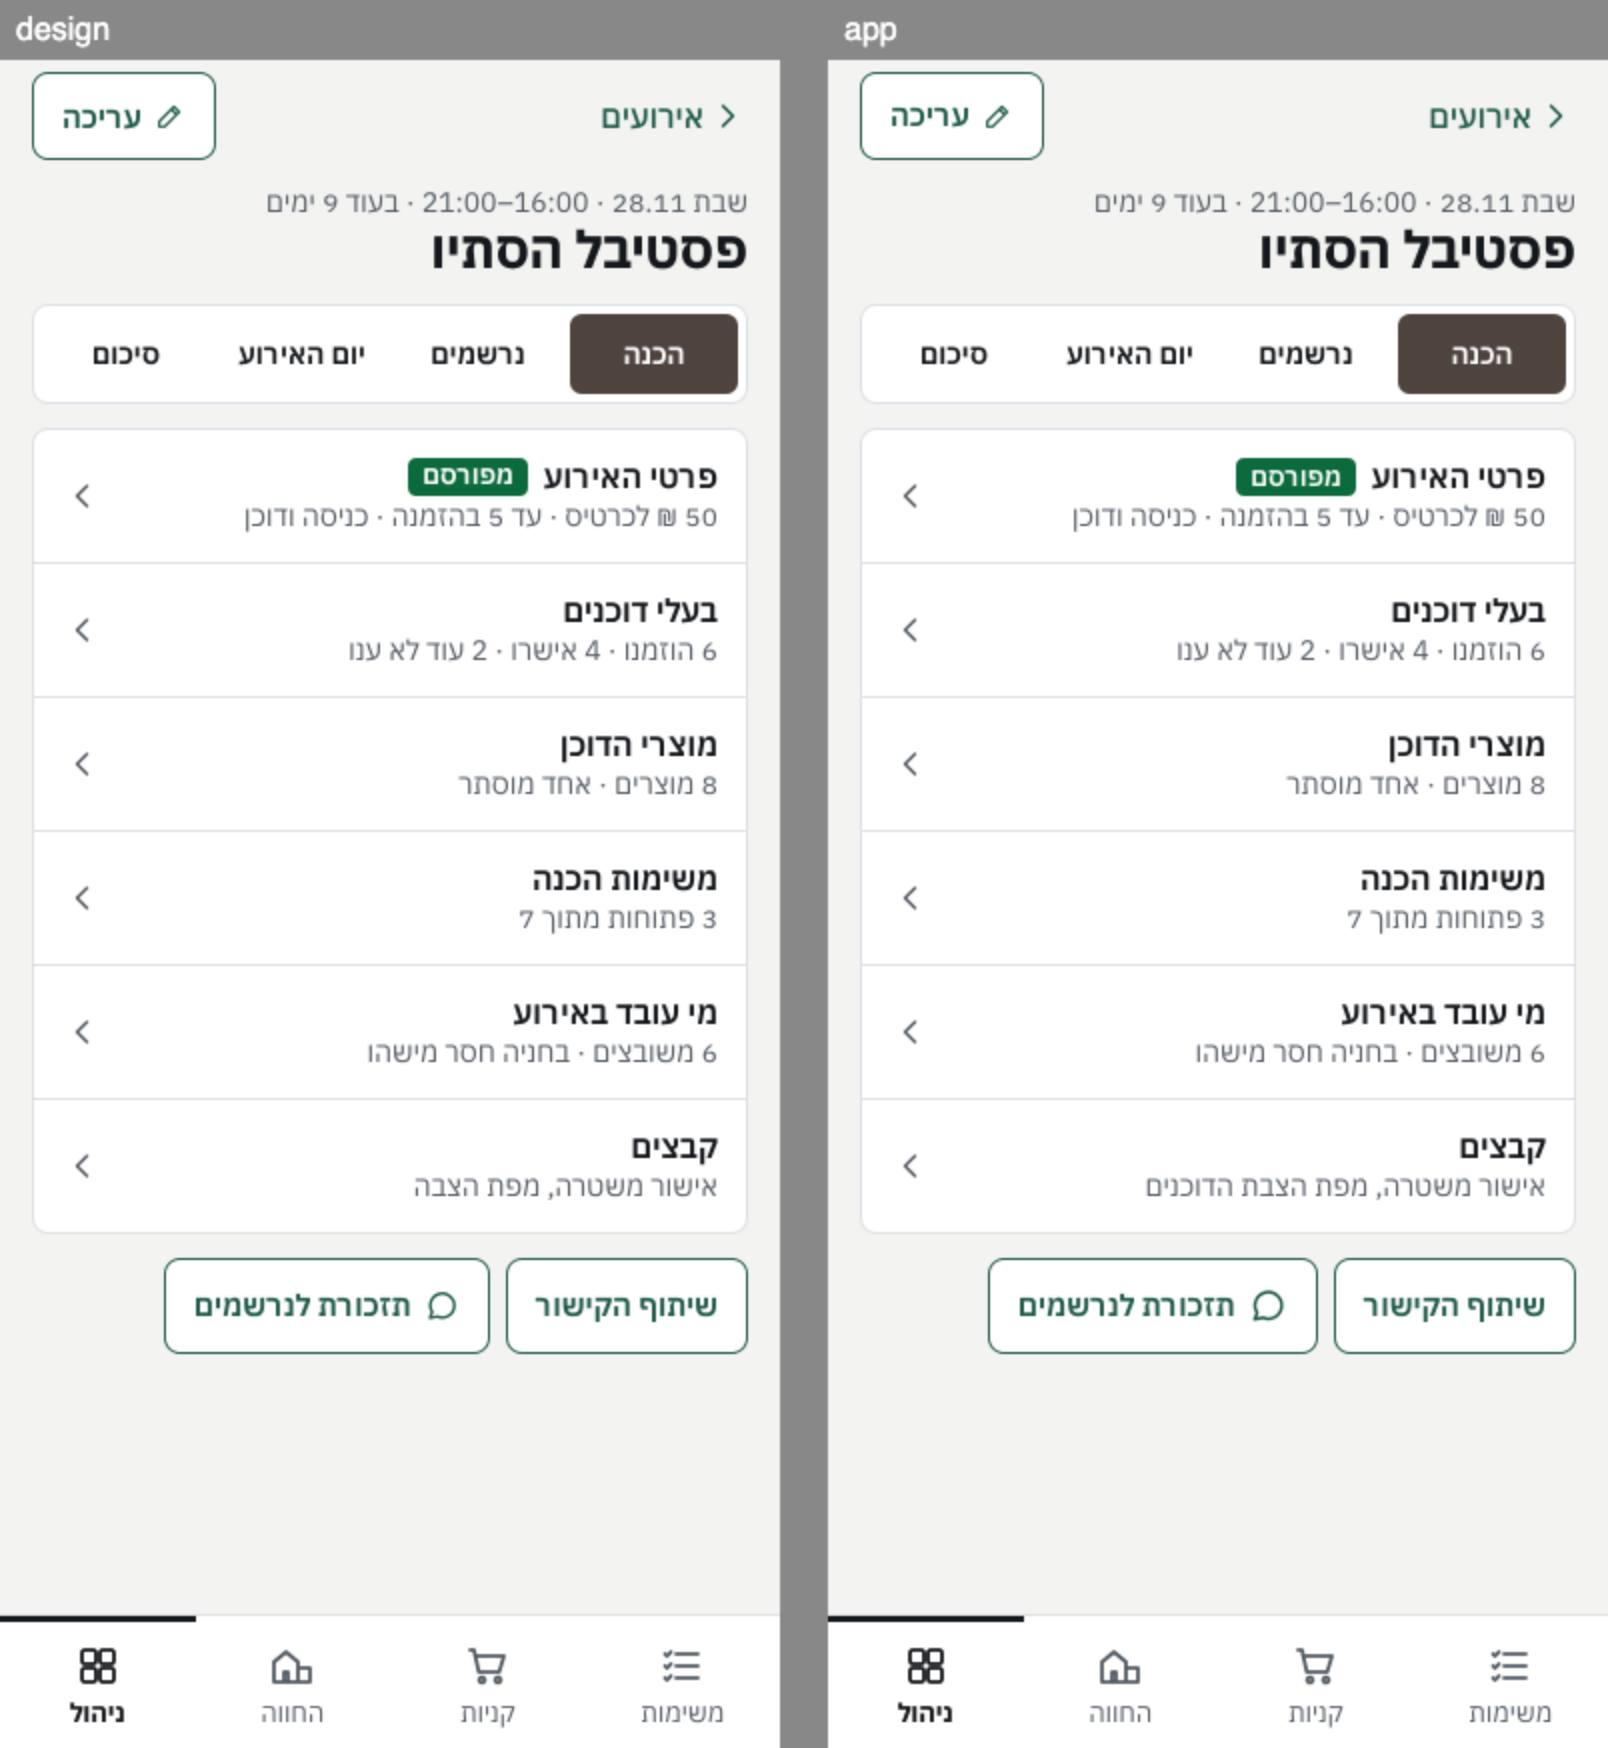 design
אירועים
עריכה
שבת 28.11 · 16:00–21:00 · בעוד 9 ימים
פסטיבל הסתיו
הכנה
נרשמים
יום האירוע
סיכום
פרטי האירוע
מפורסם
50 ₪ לכרטיס · עד 5 בהזמנה · כניסה ודוכן
בעלי דוכנים
6 הוזמנו · 4 אישרו · 2 עוד לא ענו
מוצרי הדוכן
8 מוצרים · אחד מוסתר
משימות הכנה
3 פתוחות מתוך 7
מי עובד באירוע
6 משובצים · בחניה חסר מישהו
קבצים
אישור משטרה, מפת הצבה
שיתוף הקישור
תזכורת לנרשמים
משימות
קניות
החווה
ניהול
app
אירועים
עריכה
שבת 28.11 · 16:00–21:00 · בעוד 9 ימים
פסטיבל הסתיו
הכנה
נרשמים
יום האירוע
סיכום
פרטי האירוע
מפורסם
50 ₪ לכרטיס · עד 5 בהזמנה · כניסה ודוכן
בעלי דוכנים
6 הוזמנו · 4 אישרו · 2 עוד לא ענו
מוצרי הדוכן
8 מוצרים · אחד מוסתר
משימות הכנה
3 פתוחות מתוך 7
מי עובד באירוע
6 משובצים · בחניה חסר מישהו
קבצים
אישור משטרה, מפת הצבת הדוכנים
שיתוף הקישור
תזכורת לנרשמים
משימות
קניות
החווה
ניהול